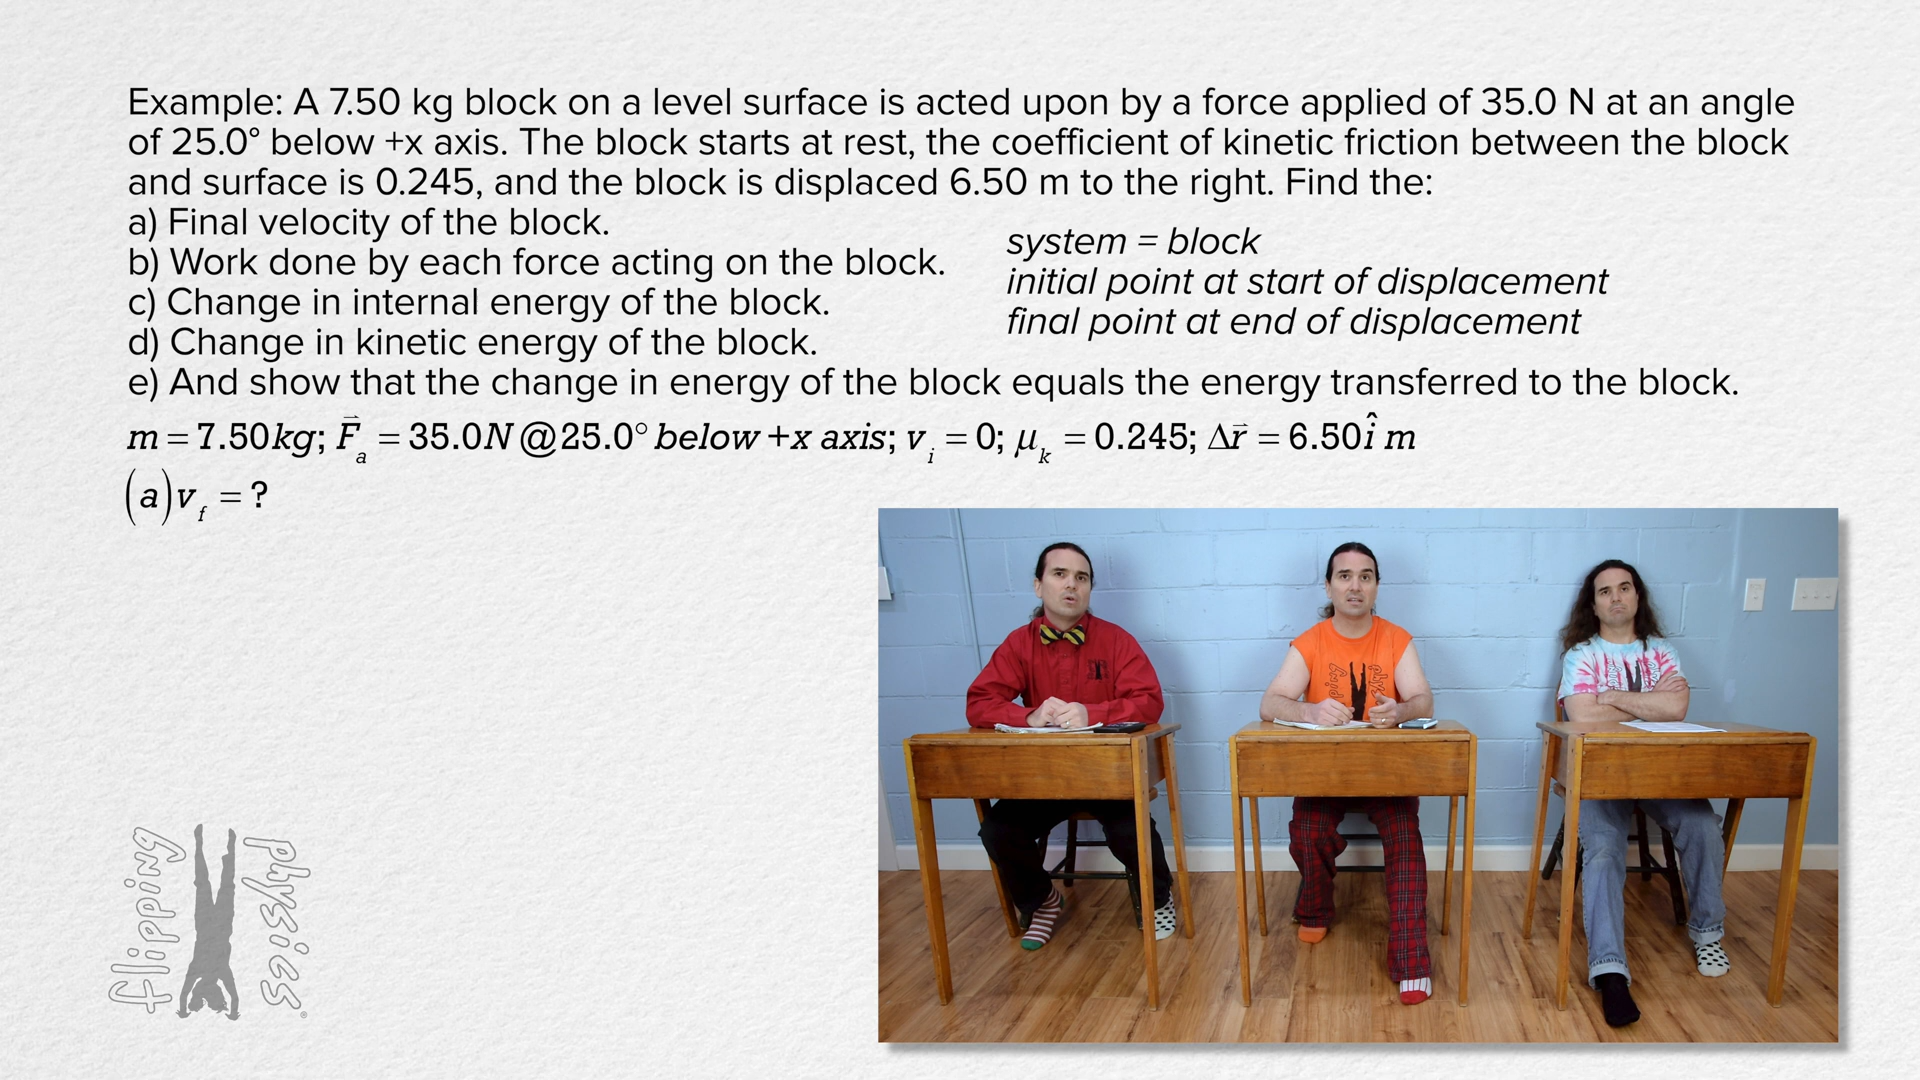 Example: A 7.50 kg block on a level surface is acted upon by a force applied of 35.0 N at an angle
of 25.0° below +x axis. The block starts at rest, the coefficient of kinetic friction between the block
and surface is 0.245, and the block is displaced 6.50 m to the right. Find the:
a) Final velocity of the block.
b) Work done by each force acting on the block.
c) Change in internal energy of the block.
d) Change in kinetic energy of the block.
system = block
initial point at start of displacement
final point at end of displacement
e) And show that the change in energy of the block equals the energy transferred to the block.
m = 7.50kg; F⃗ₐ = 35.0N @ 25.0° below +x axis; vᵢ = 0; μₖ = 0.245; Δr⃗ = 6.50î m
(a) v_f = ?
flipping
physics